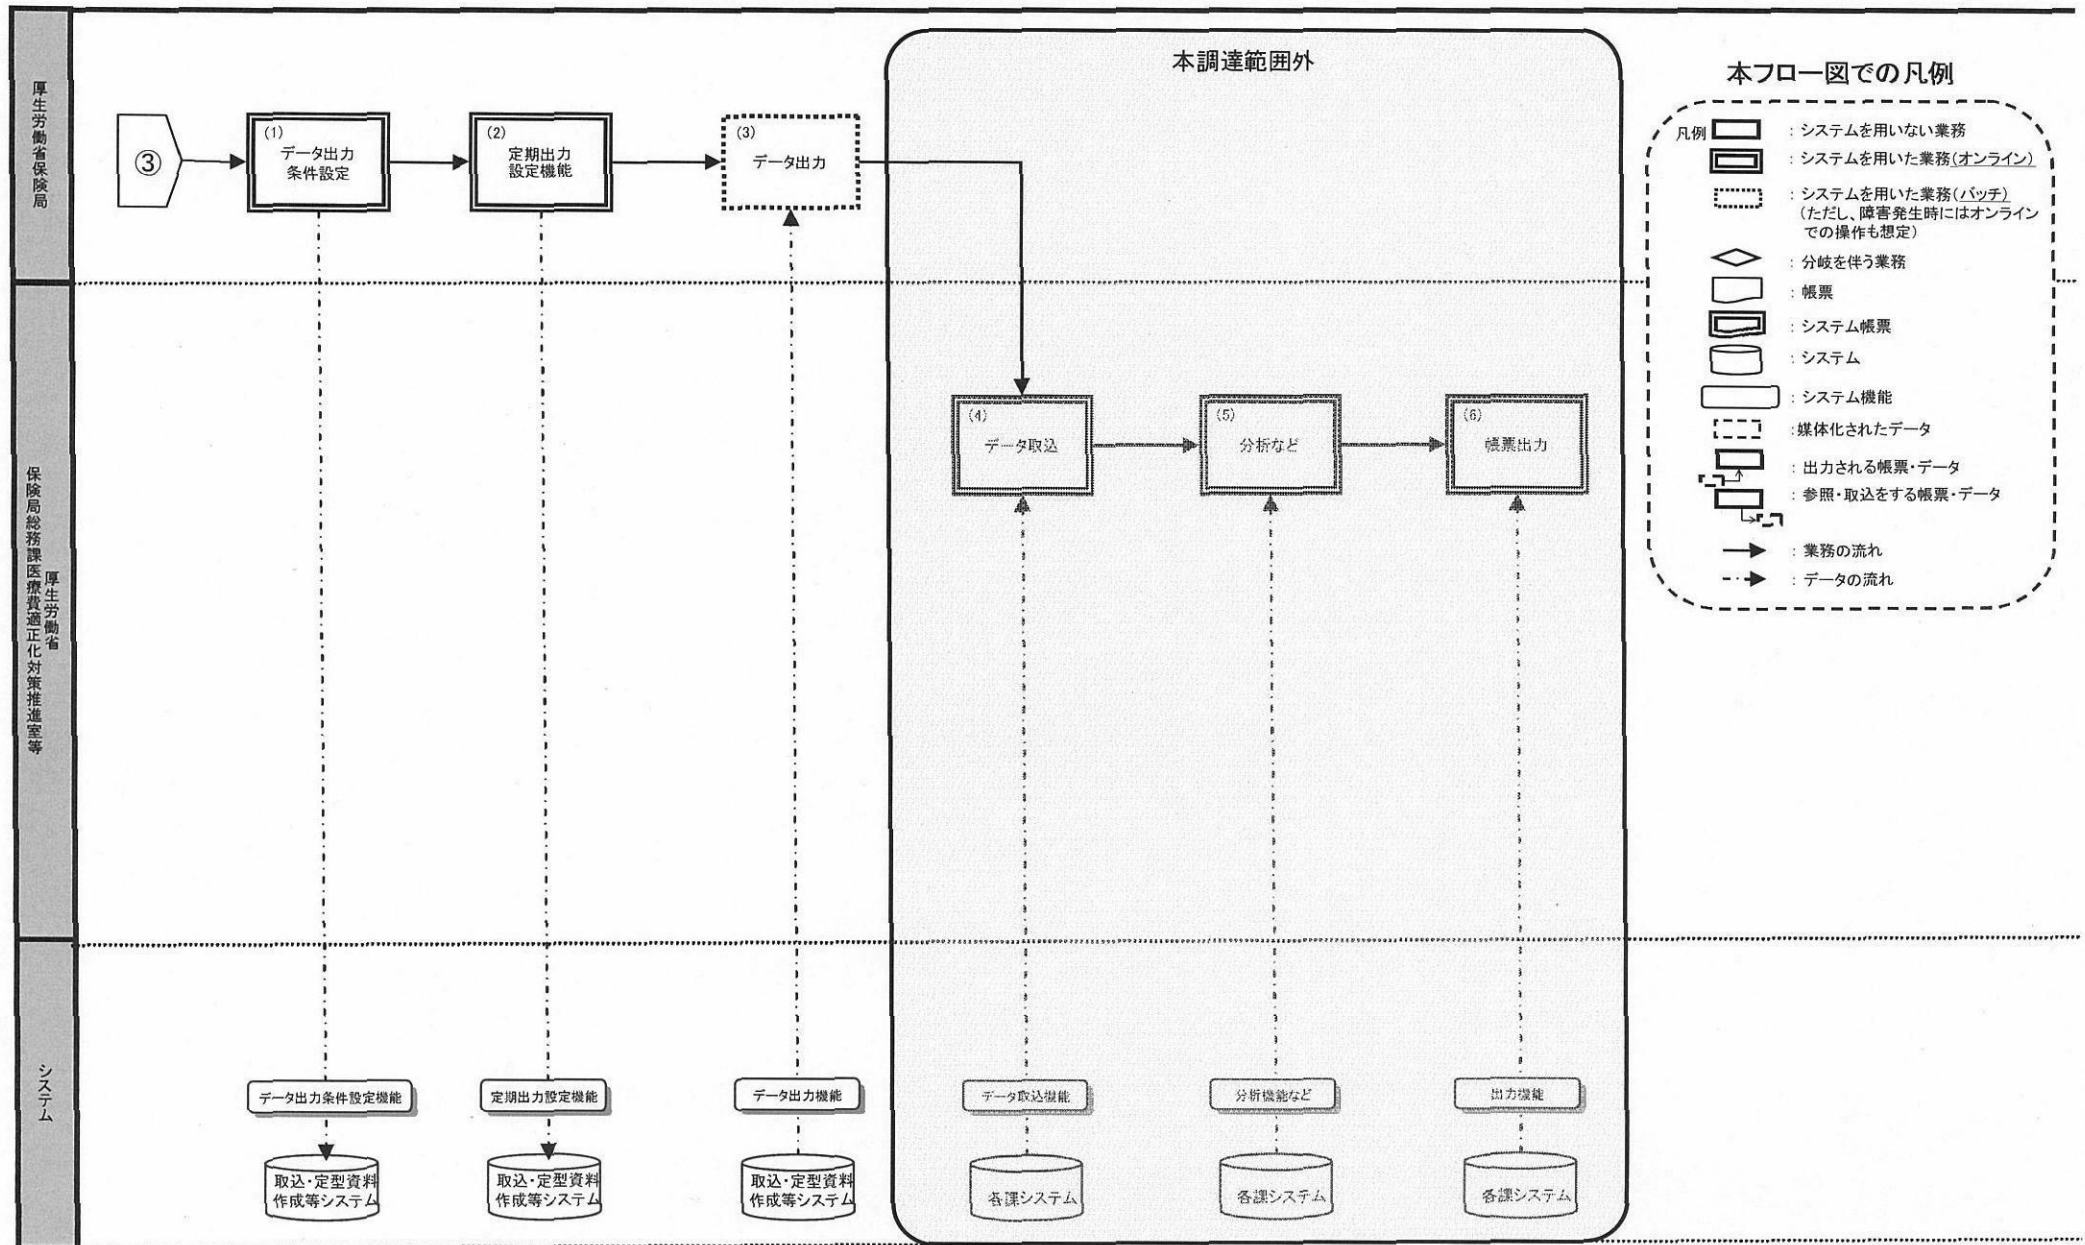 厚生労働省保険局
③
(1)
データ出力
条件設定
(2)
定期出力
設定機能
(3)
データ出力
本調達範囲外
本フロー図での凡例
凡例
：システムを用いない業務
：システムを用いた業務(オンライン)
：システムを用いた業務(バッチ)
(ただし、障害発生時にはオンライン
での操作も想定)
：分岐を伴う業務
：帳票
：システム帳票
：システム
：システム機能
：媒体化されたデータ
：出力される帳票・データ
：参照・取込をする帳票・データ
：業務の流れ
：データの流れ
厚生労働省
保険局総務課医療費適正化対策推進室等
(4)
データ取込
(5)
分析など
(6)
帳票出力
システム
データ出力条件設定機能
定期出力設定機能
データ出力機能
データ取込機能
分析機能など
出力機能
取込・定型資料
作成等システム
取込・定型資料
作成等システム
取込・定型資料
作成等システム
各課システム
各課システム
各課システム